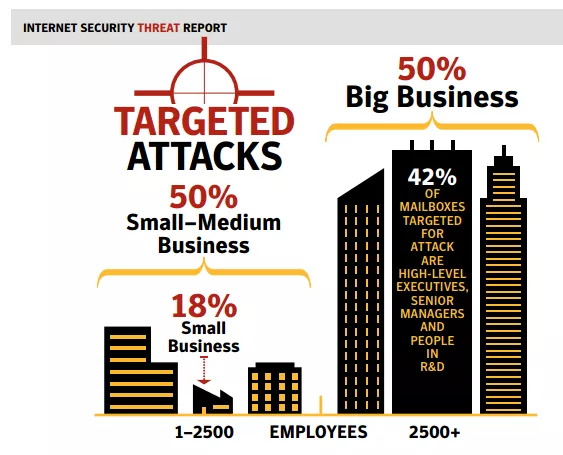 INTERNET SECURITY THREAT REPORT
TARGETED
ATTACKS
50%
Small–Medium
Business
18%
Small
Business
50%
Big Business
42%
OF
MAILBOXES
TARGETED
FOR
ATTACK
ARE
HIGH-LEVEL
EXECUTIVES,
SENIOR
MANAGERS
AND
PEOPLE
IN
R&D
1–2500 EMPLOYEES 2500+